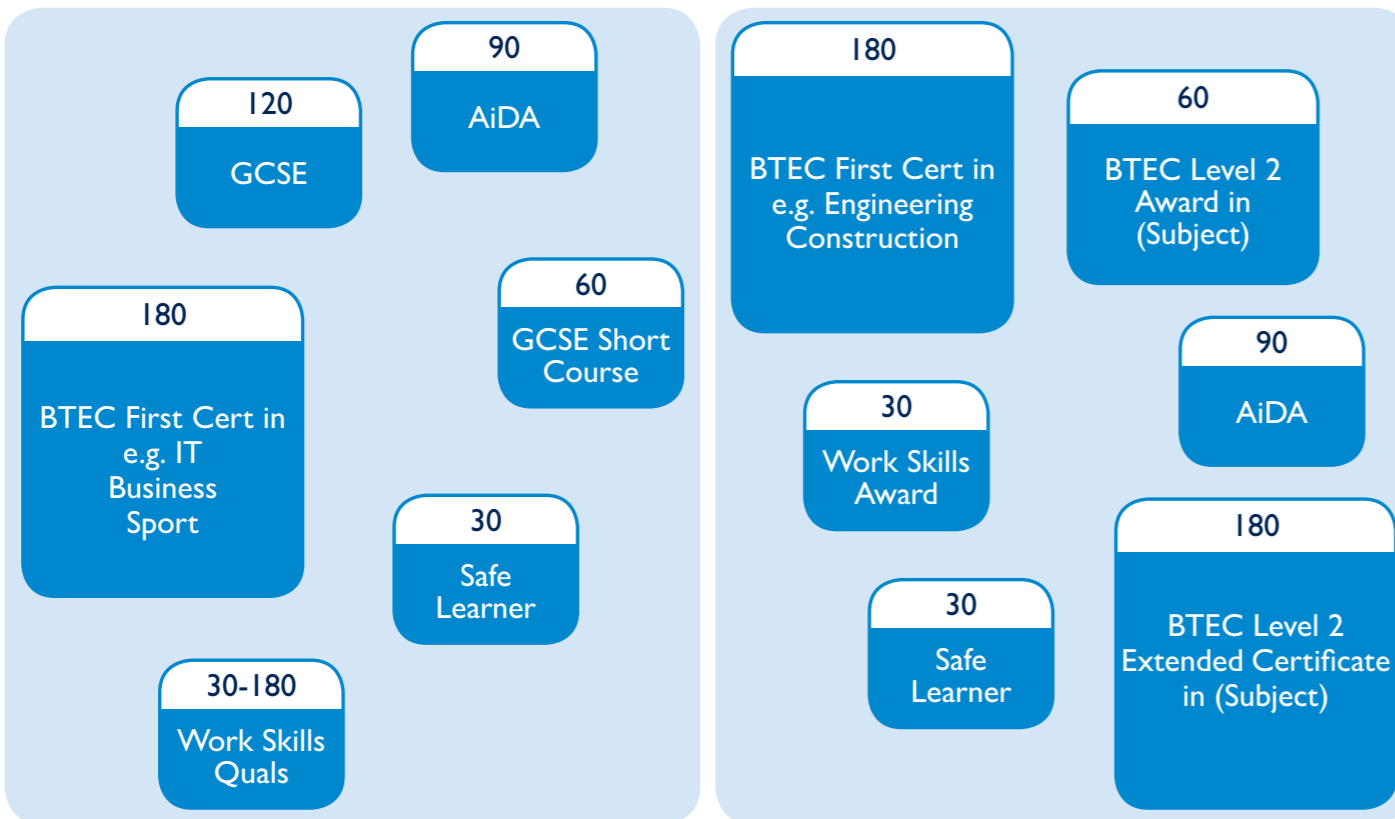 90
AiDA
120
GCSE
60
GCSE Short
Course
180
BTEC First Cert in
e.g. IT
Business
Sport
30
Safe
Learner
30-180
Work Skills
Quals
180
BTEC First Cert in
e.g. Engineering
Construction
60
BTEC Level 2
Award in
(Subject)
90
AiDA
30
Work Skills
Award
180
BTEC Level 2
Extended Certificate
in (Subject)
30
Safe
Learner